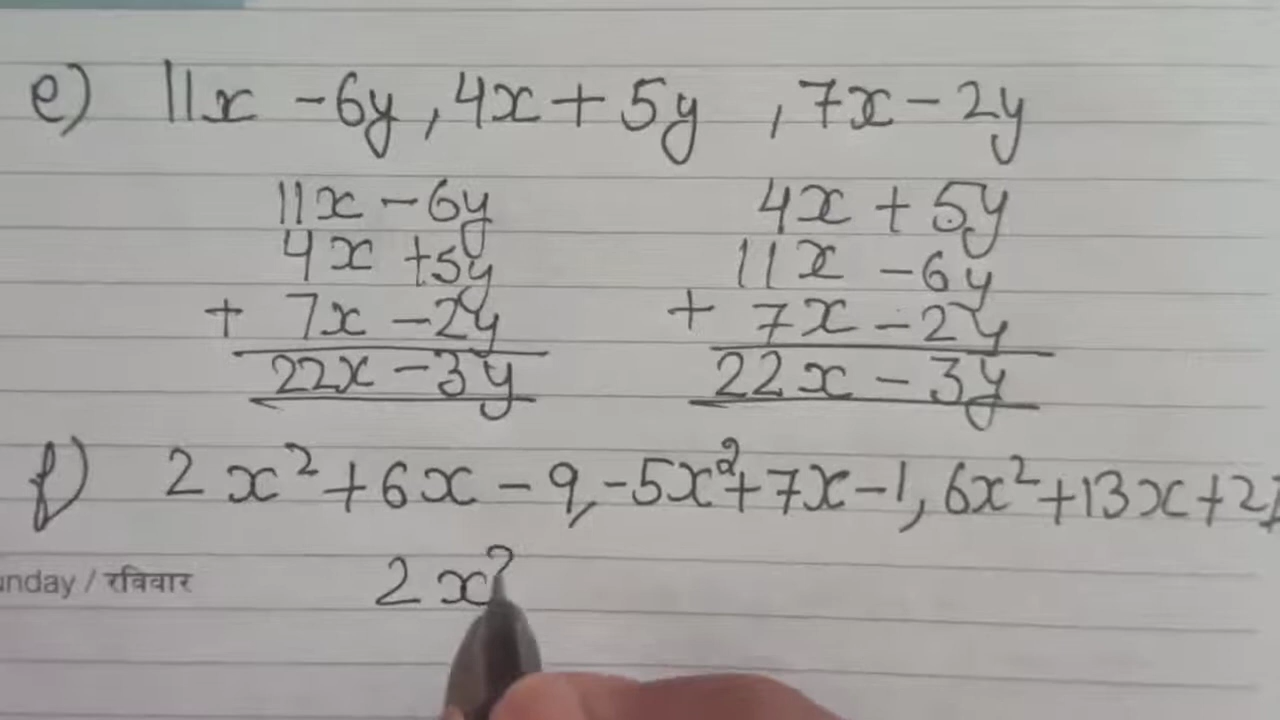 e) 11x - 6y, 4x + 5y, 7x - 2y
11x - 6y 4x + 5y
4x + 5y 11x - 6y
+ 7x - 2y + 7x - 2y
22x - 3y 22x - 3y
f) 2x² + 6x - 9, -5x² + 7x - 1, 6x² + 13x + 2
unday / रविवार 2x²